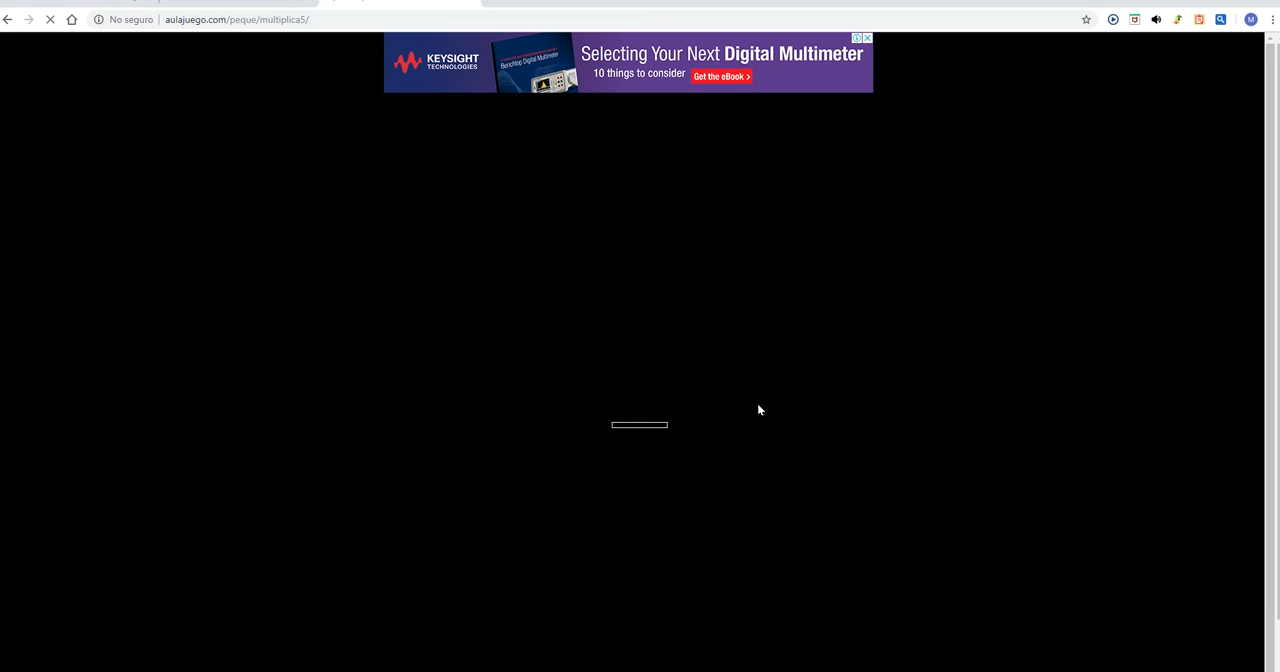 No seguro
aulajuego.com/peque/multiplica5/
M
KEYSIGHT
TECHNOLOGIES
Benchtop Digital Multimeter
Selecting Your Next Digital Multimeter
10 things to consider
Get the eBook >